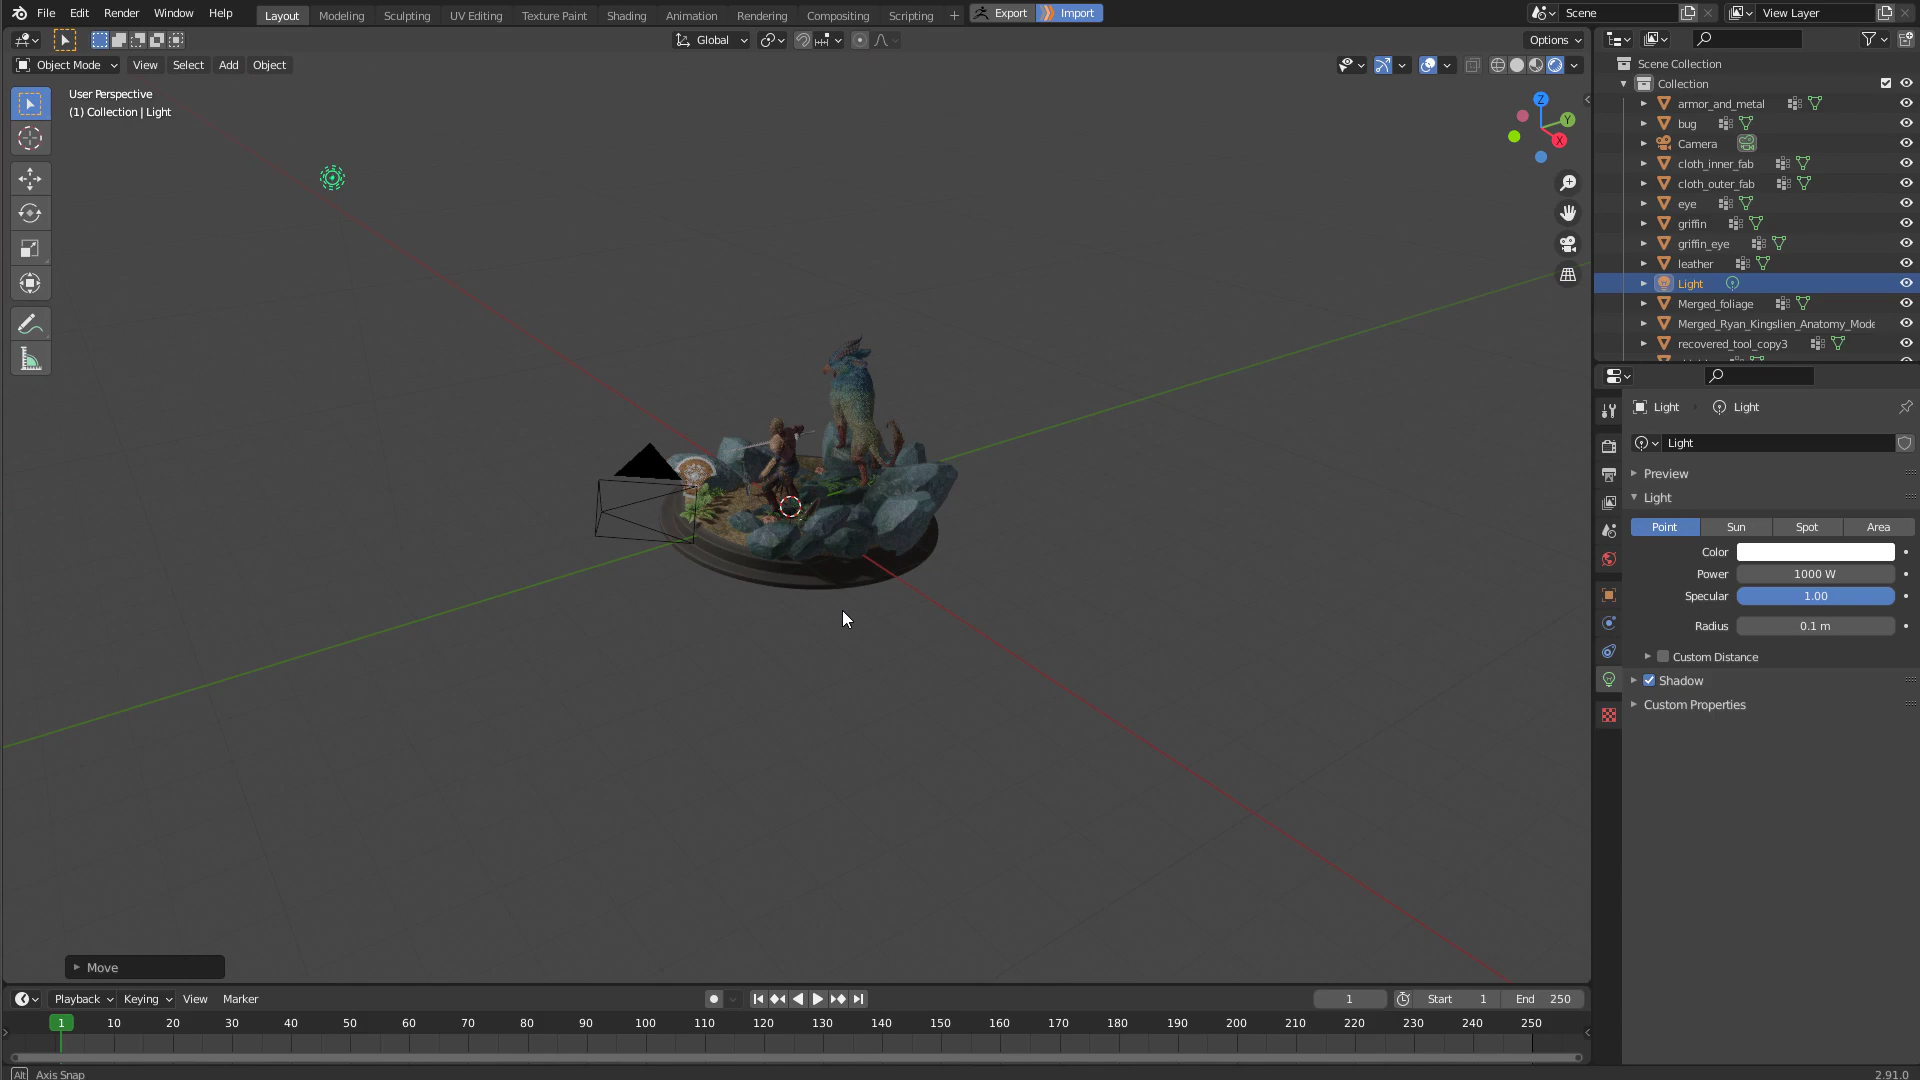 File Edit Render Window Help
Layout Modeling Sculpting UV Editing Texture Paint Shading Animation Rendering Compositing Scripting + Export Import
Scene View Layer
Global Options
Object Mode View Select Add Object
User Perspective
(1) Collection | Light
Z
Y
X
Scene Collection
Collection
armor_and_metal
bug
Camera
cloth_inner_fab
cloth_outer_fab
eye
griffin
griffin_eye
leather
Light
Merged_foliage
Merged_Ryan_Kingslien_Anatomy_Mode
recovered_tool_copy3
Light Light
Light
Preview
Light
Point Sun Spot Area
Color
Power 1000 W
Specular 1.00
Radius 0.1 m
Custom Distance
Shadow
Custom Properties
Move
Playback Keying View Marker
1 Start 1 End 250
1 10 20 30 40 50 60 70 80 90 100 110 120 130 140 150 160 170 180 190 200 210 220 230 240 250
Alt Axis Snap
2.91.0